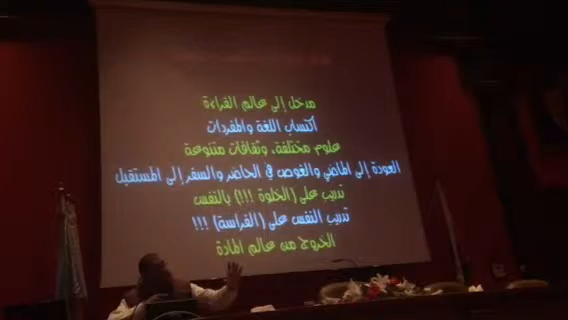 مدخل إلى عالم القراءة
اكتساب اللغة والمفردات
علوم مختلفة، وثقافات متنوعة
العودة إلى الماضي والغوص في الحاضر والسفر إلى المستقبل
تدريب على (الخلوة !!!) بالنفس
تدريب النفس على (الفراسة) !!!
الخروج من عالم المادة